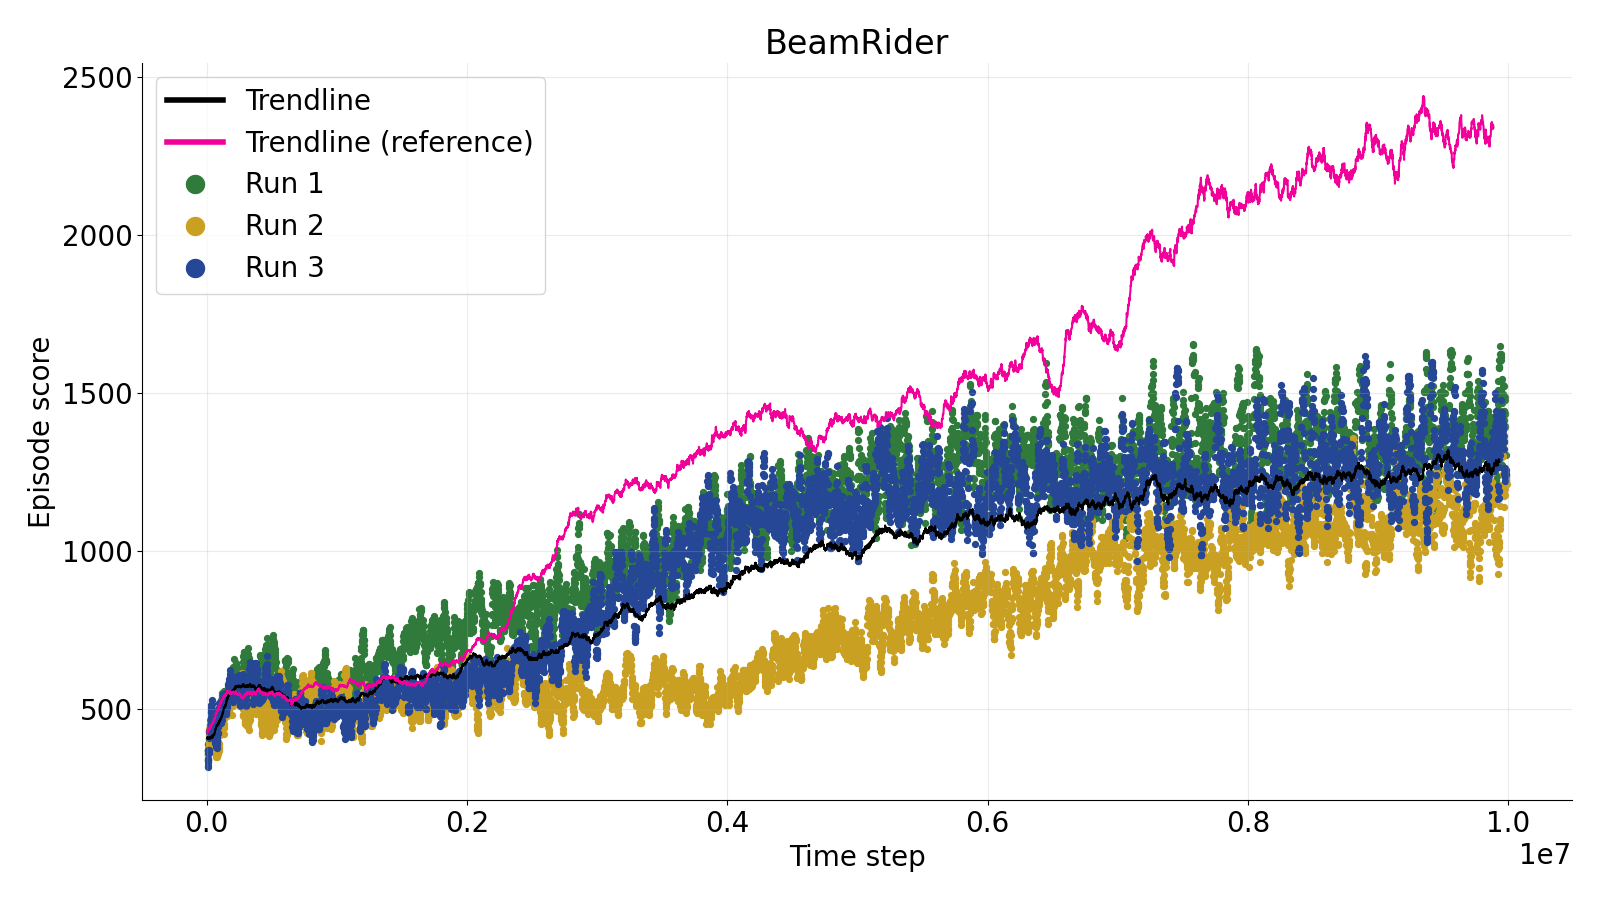 BeamRider
2500
2000
1500
1000
500
Episode score
Trendline
Trendline (reference)
Run 1
Run 2
Run 3
0.0 0.2 0.4 0.6 0.8 1.0
1e7
Time step